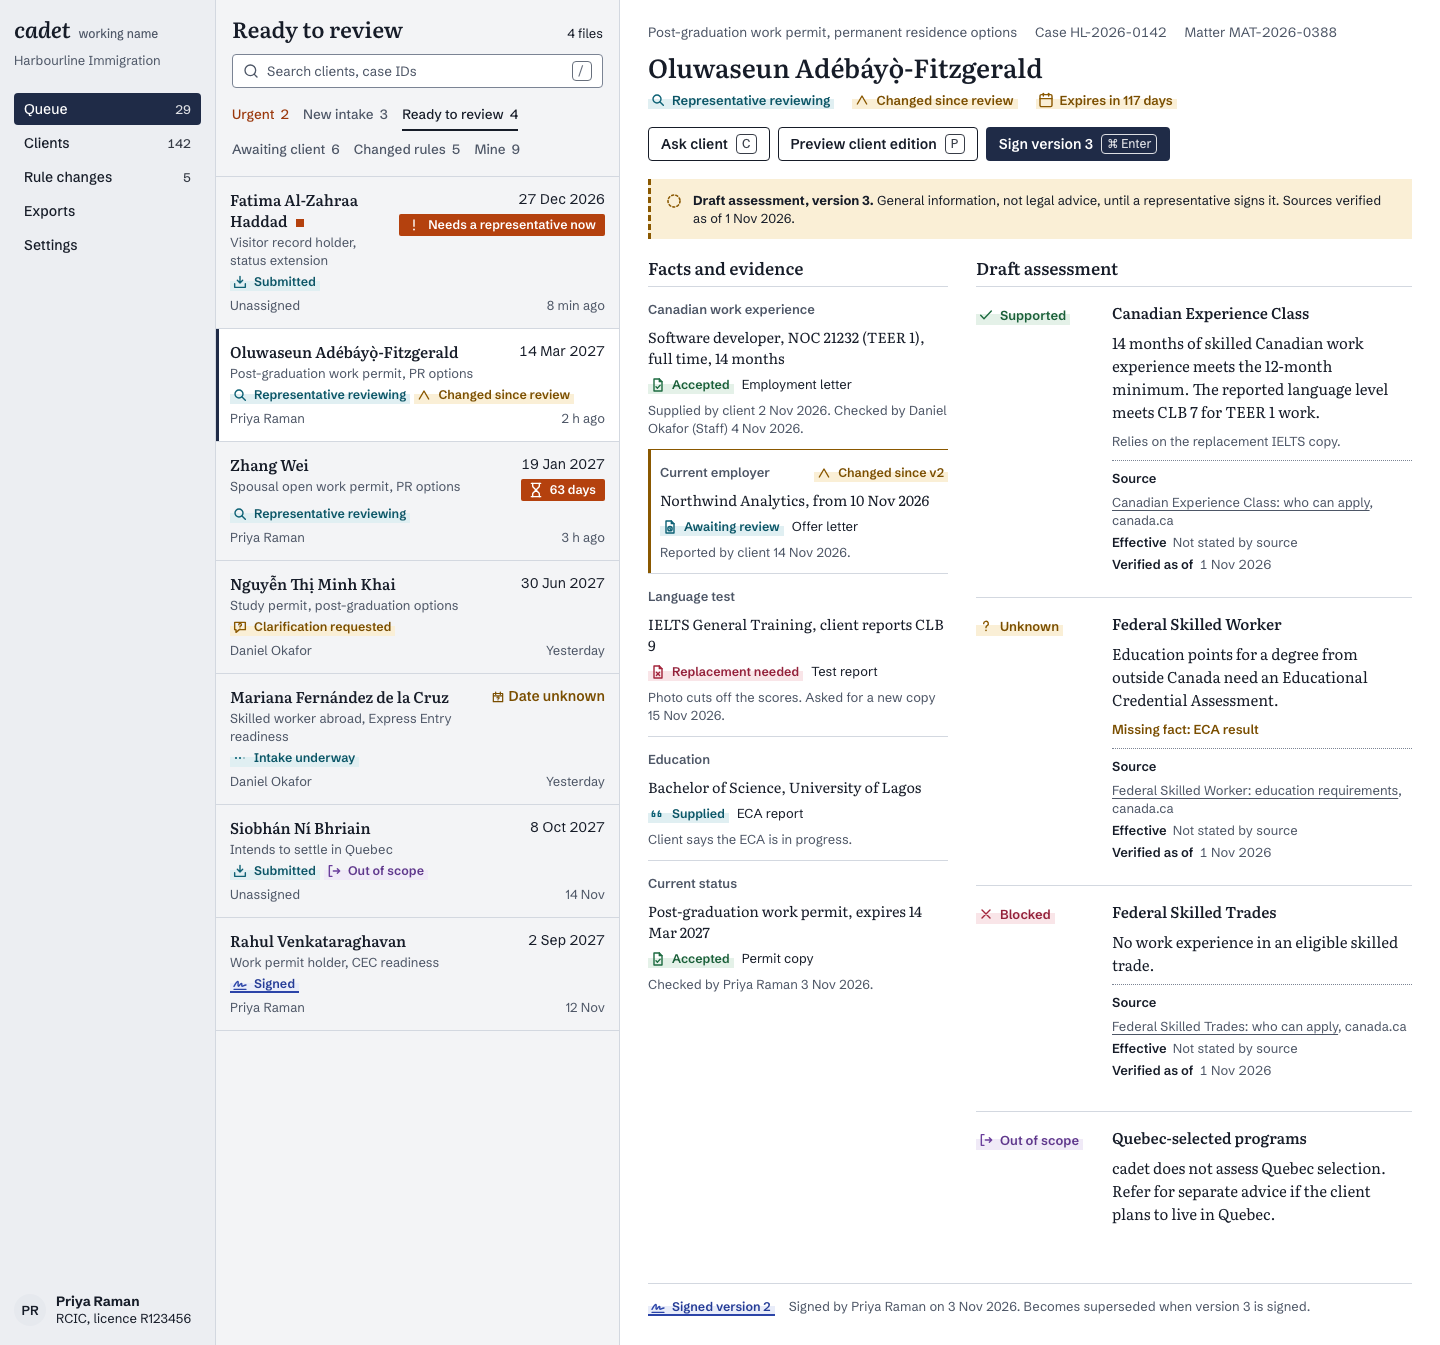 cadet working name
Harbourline Immigration
Queue 29
Clients 142
Rule changes 5
Exports
Settings
PR
Priya Raman
RCIC, licence R123456
Ready to review 4 files
Search clients, case IDs /
Urgent 2 New intake 3 Ready to review 4
Awaiting client 6 Changed rules 5 Mine 9
Fatima Al-Zahraa 27 Dec 2026
Haddad ! Needs a representative now
Visitor record holder,
status extension
Submitted
Unassigned 8 min ago
Oluwaseun Adébáyọ̀-Fitzgerald 14 Mar 2027
Post-graduation work permit, PR options
Representative reviewing Changed since review
Priya Raman 2 h ago
Zhang Wei 19 Jan 2027
Spousal open work permit, PR options 63 days
Representative reviewing
Priya Raman 3 h ago
Nguyễn Thị Minh Khai 30 Jun 2027
Study permit, post-graduation options
Clarification requested
Daniel Okafor Yesterday
Mariana Fernández de la Cruz Date unknown
Skilled worker abroad, Express Entry
readiness
Intake underway
Daniel Okafor Yesterday
Siobhán Ní Bhriain 8 Oct 2027
Intends to settle in Quebec
Submitted Out of scope
Unassigned 14 Nov
Rahul Venkataraghavan 2 Sep 2027
Work permit holder, CEC readiness
Signed
Priya Raman 12 Nov
Post-graduation work permit, permanent residence options Case HL-2026-0142 Matter MAT-2026-0388
Oluwaseun Adébáyọ̀-Fitzgerald
Representative reviewing Changed since review Expires in 117 days
Ask client C Preview client edition P Sign version 3 ⌘ Enter
Draft assessment, version 3. General information, not legal advice, until a representative signs it. Sources verified
as of 1 Nov 2026.
Facts and evidence
Canadian work experience
Software developer, NOC 21232 (TEER 1),
full time, 14 months
Accepted Employment letter
Supplied by client 2 Nov 2026. Checked by Daniel
Okafor (Staff) 4 Nov 2026.
Current employer Changed since v2
Northwind Analytics, from 10 Nov 2026
Awaiting review Offer letter
Reported by client 14 Nov 2026.
Language test
IELTS General Training, client reports CLB
9
Replacement needed Test report
Photo cuts off the scores. Asked for a new copy
15 Nov 2026.
Education
Bachelor of Science, University of Lagos
Supplied ECA report
Client says the ECA is in progress.
Current status
Post-graduation work permit, expires 14
Mar 2027
Accepted Permit copy
Checked by Priya Raman 3 Nov 2026.
Draft assessment
Supported Canadian Experience Class
14 months of skilled Canadian work
experience meets the 12-month
minimum. The reported language level
meets CLB 7 for TEER 1 work.
Relies on the replacement IELTS copy.
Source
Canadian Experience Class: who can apply,
canada.ca
Effective Not stated by source
Verified as of 1 Nov 2026
? Unknown Federal Skilled Worker
Education points for a degree from
outside Canada need an Educational
Credential Assessment.
Missing fact: ECA result
Source
Federal Skilled Worker: education requirements,
canada.ca
Effective Not stated by source
Verified as of 1 Nov 2026
Blocked Federal Skilled Trades
No work experience in an eligible skilled
trade.
Source
Federal Skilled Trades: who can apply, canada.ca
Effective Not stated by source
Verified as of 1 Nov 2026
Out of scope Quebec-selected programs
cadet does not assess Quebec selection.
Refer for separate advice if the client
plans to live in Quebec.
Signed version 2 Signed by Priya Raman on 3 Nov 2026. Becomes superseded when version 3 is signed.